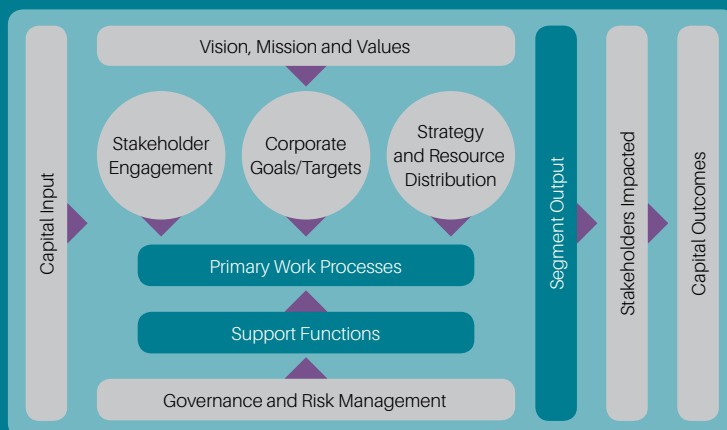 Capital Input
Vision, Mission and Values
Stakeholder
Engagement
Corporate
Goals/Targets
Strategy
and Resource
Distribution
Primary Work Processes
Support Functions
Governance and Risk Management
Segment Output
Stakeholders Impacted
Capital Outcomes